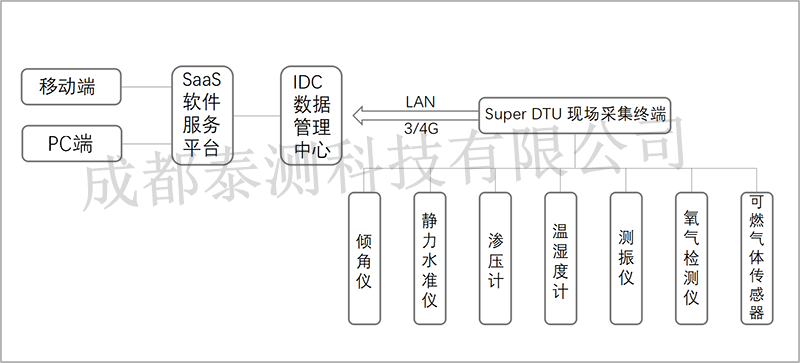 移动端
PC端
SaaS
软件
服务
平台
IDC
数据
管理
中心
LAN
3/4G
Super DTU 现场采集终端
成都泰测科技有限公司
倾角仪
静力水准仪
渗压计
温湿度计
测振仪
氧气检测仪
可燃气体传感器